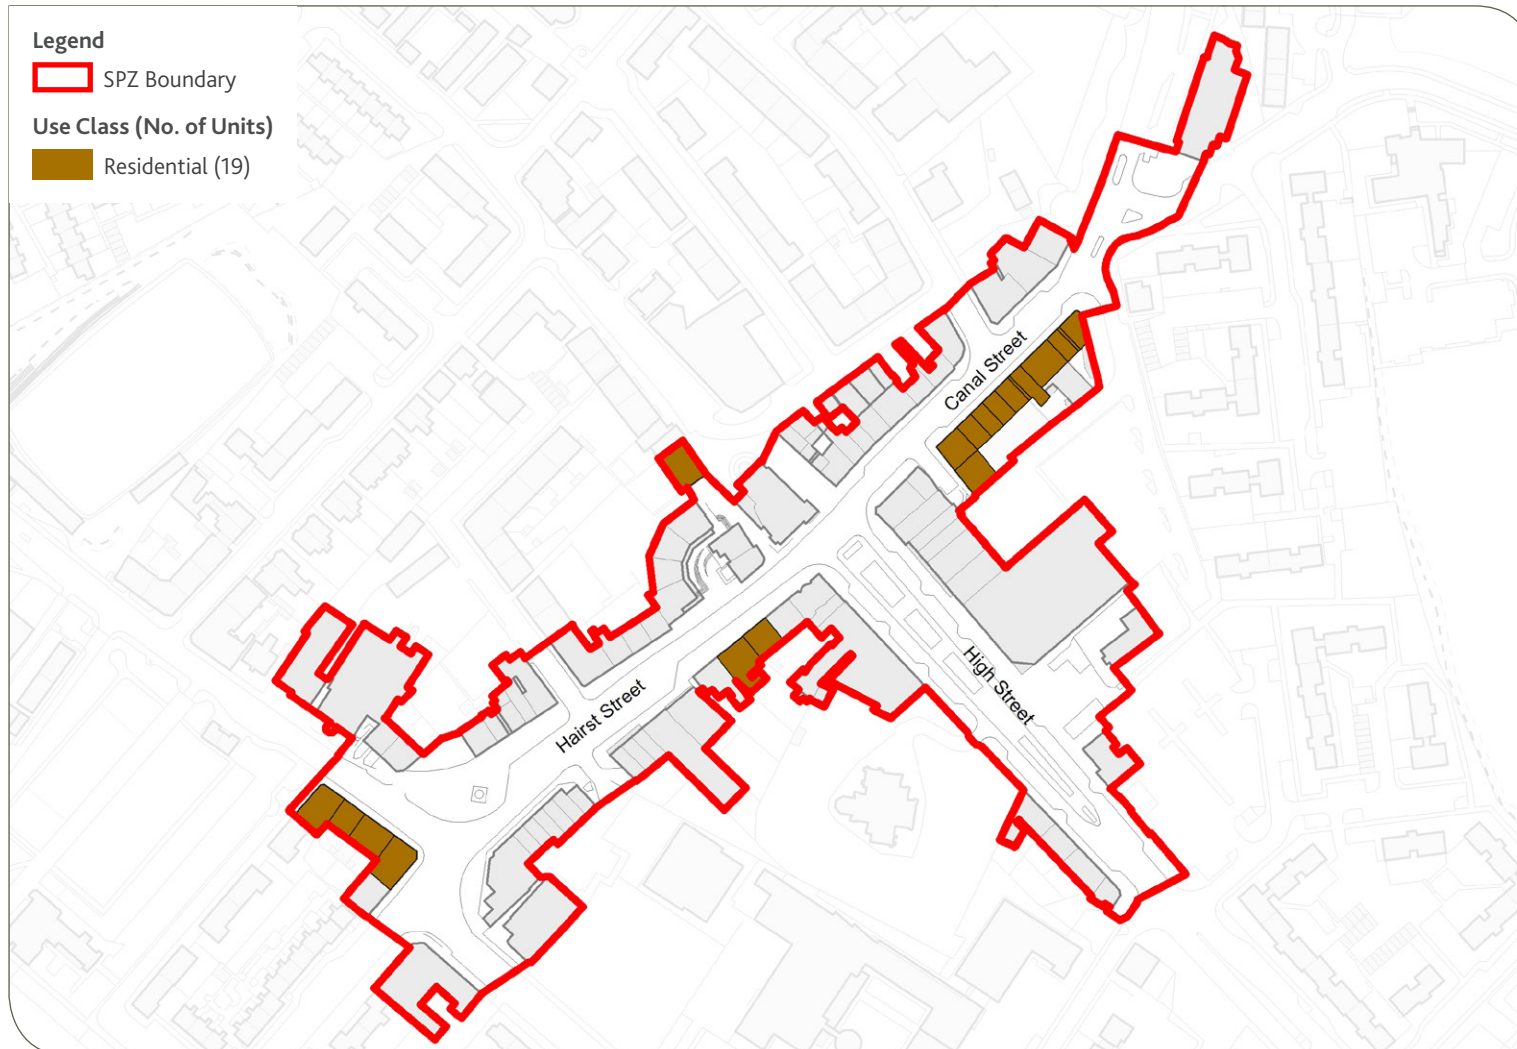 Legend
SPZ Boundary
Use Class (No. of Units)
Residential (19)
Canal Street
High Street
Hairst Street